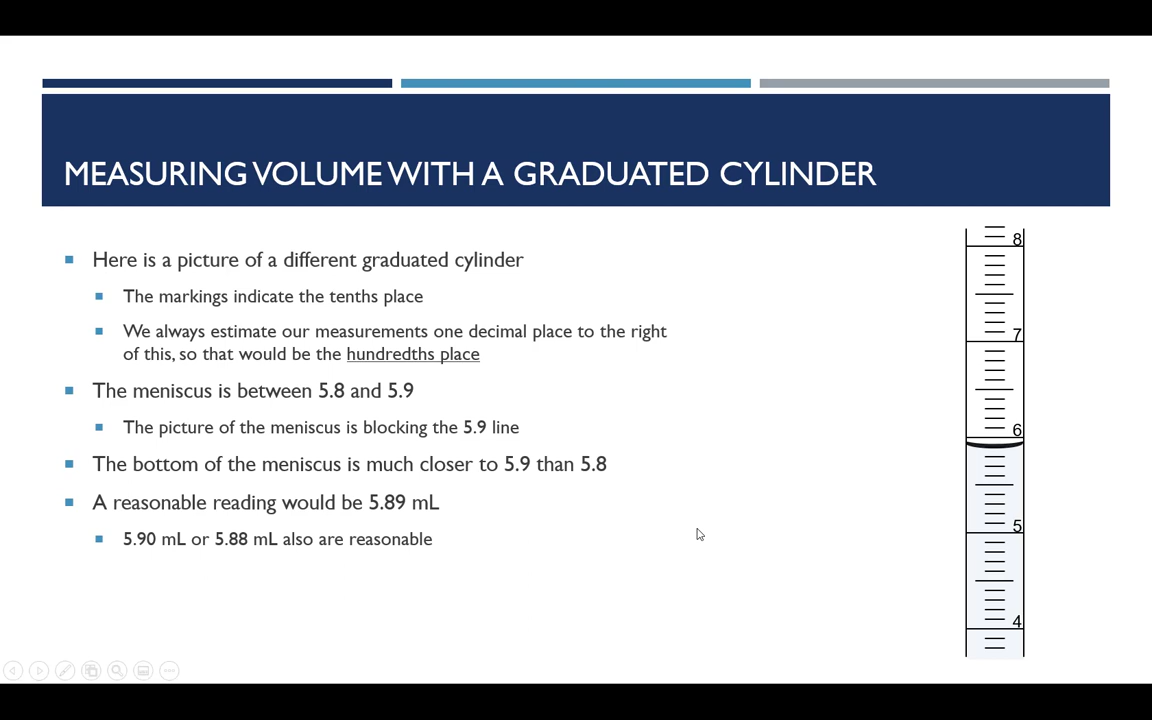 MEASURING VOLUME WITH A GRADUATED CYLINDER
Here is a picture of a different graduated cylinder
The markings indicate the tenths place
We always estimate our measurements one decimal place to the right
of this, so that would be the hundredths place
The meniscus is between 5.8 and 5.9
The picture of the meniscus is blocking the 5.9 line
The bottom of the meniscus is much closer to 5.9 than 5.8
A reasonable reading would be 5.89 mL
5.90 mL or 5.88 mL also are reasonable
8
7
6
5
4